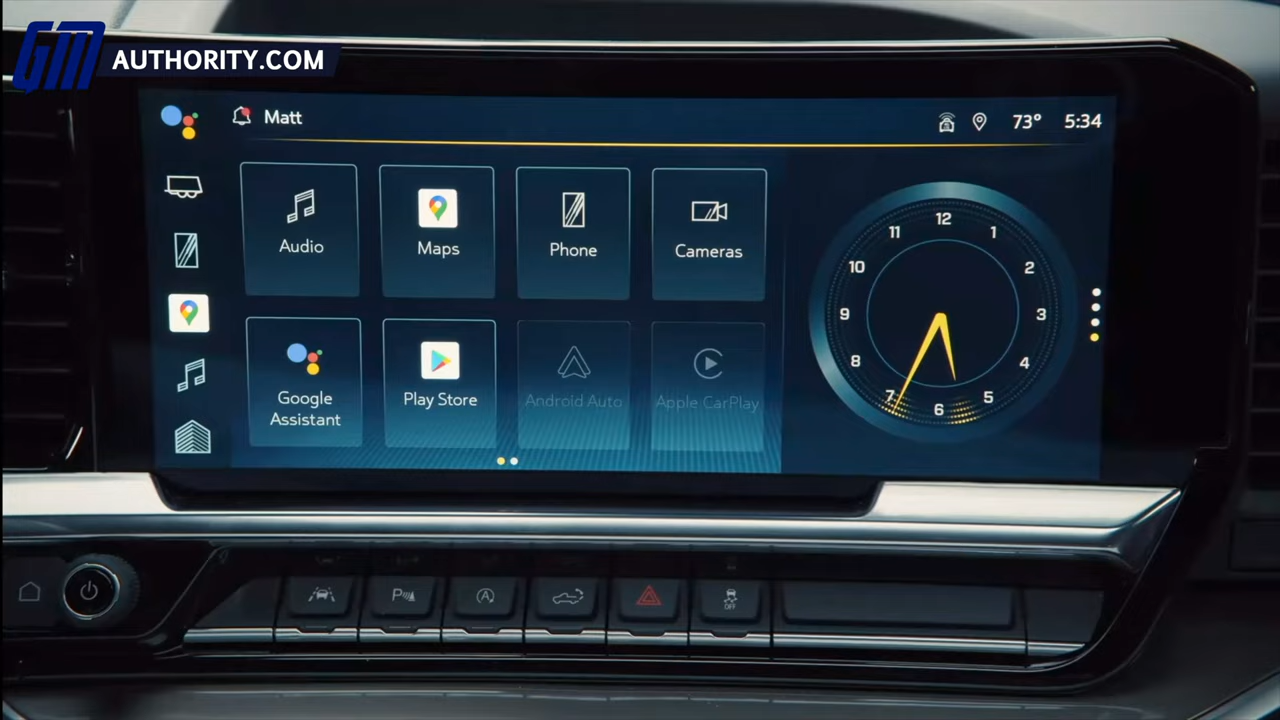 GM AUTHORITY.COM
Matt
73° 5:34
Audio
Maps
Phone
Cameras
Google
Assistant
Play Store
Android Auto
Apple CarPlay
12
1
2
3
4
5
6
7
8
9
10
11
P
A
OFF